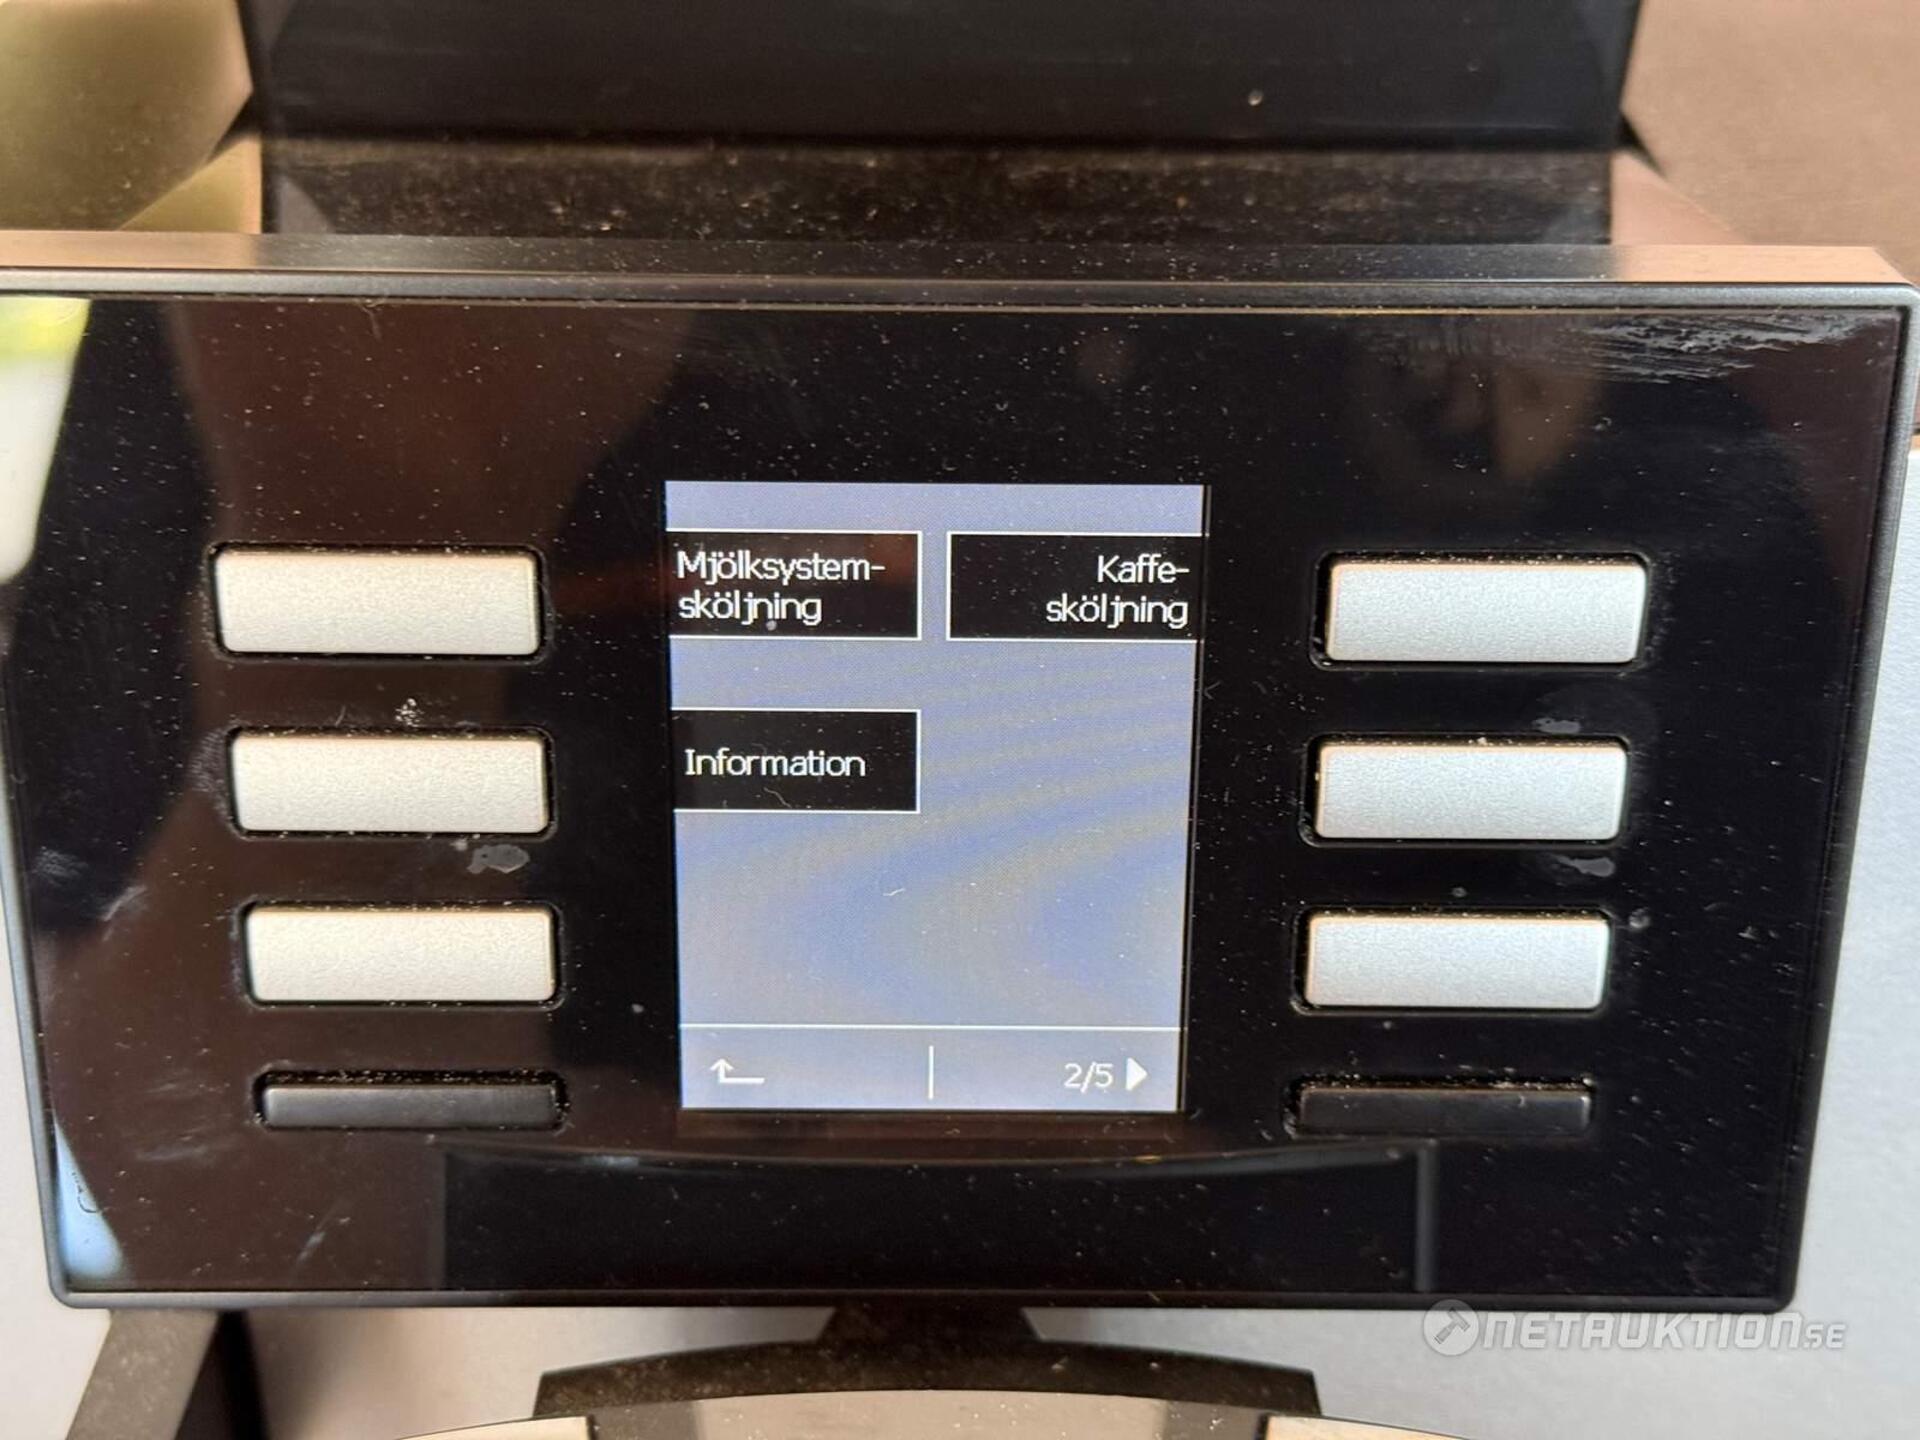 Mjölksystem-
sköljning
Kaffe-
sköljning
Information
2/5
NETAUKTION.SE